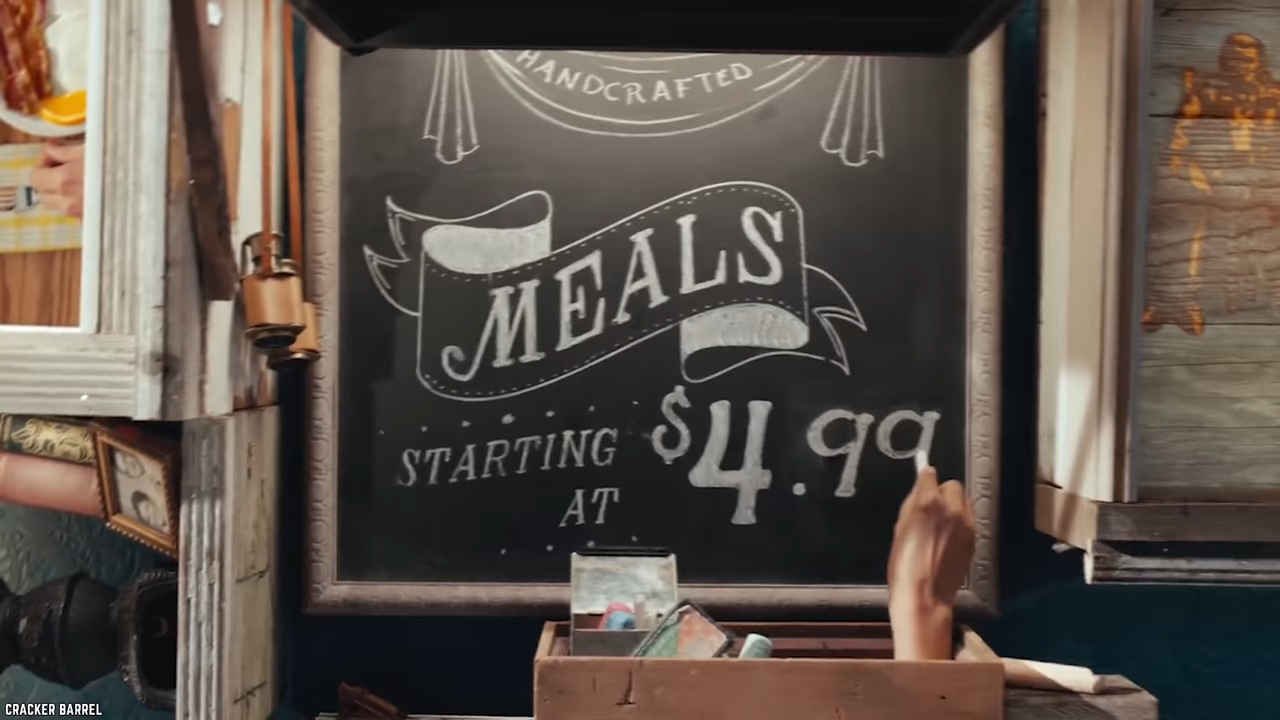 HANDCRAFTED
MEALS
STARTING $4.99
AT
CRACKER BARREL